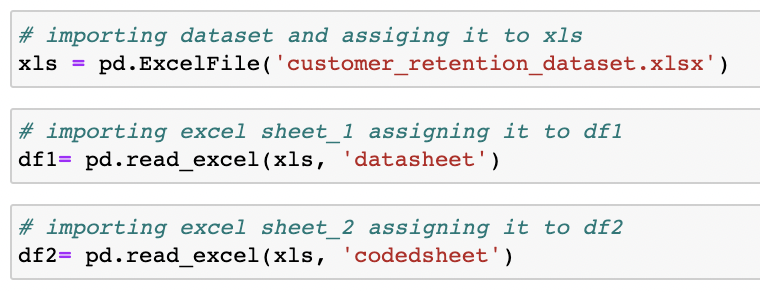 # importing dataset and assiging it to xls
xls = pd.ExcelFile('customer_retention_dataset.xlsx')
# importing excel sheet_1 assigning it to df1
df1= pd.read_excel(xls, 'datasheet')
# importing excel sheet_2 assigning it to df2
df2= pd.read_excel(xls, 'codedsheet')